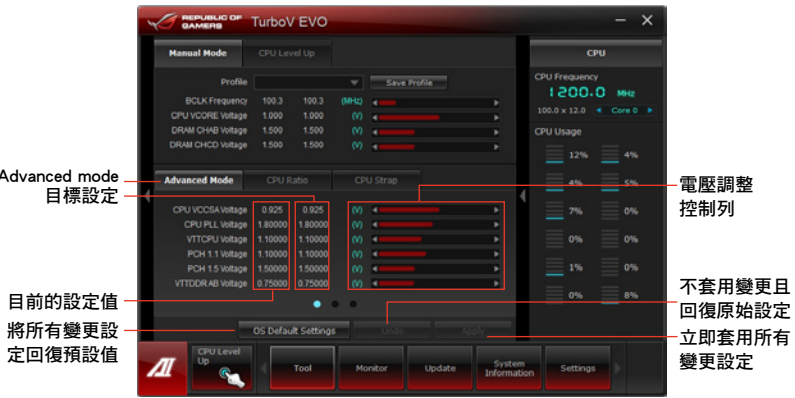 REPUBLIC OF
GAMERS
TurboV EVO
Manual Mode
CPU Level Up
CPU
Profile
Save Profile
BCLK Frequency 100.3 100.3 (MHz)
CPU VCORE Voltage 1.000 1.000 (V)
DRAM CHAB Voltage 1.500 1.500 (V)
DRAM CHCD Voltage 1.500 1.500 (V)
CPU Frequency
1200.0 MHz
100.0 x 12.0 Core 0
CPU Usage
12% 4%
4% 5%
7% 0%
0% 0%
1% 0%
0% 8%
Advanced mode
目標設定
Advanced Mode
CPU Ratio
CPU Strap
CPU VCCSA Voltage 0.925 0.925 (V)
CPU PLL Voltage 1.80000 1.80000 (V)
VTTCPU Voltage 1.10000 1.10000 (V)
PCH 1.1 Voltage 1.10000 1.10000 (V)
PCH 1.5 Voltage 1.50000 1.50000 (V)
VTTDDR AB Voltage 0.75000 0.75000 (V)
電壓調整
控制列
目前的設定值
將所有變更設
定回復預設值
OS Default Settings
Undo
Apply
不套用變更且
回復原始設定
立即套用所有
變更設定
CPU Level
Up
Tool
Monitor
Update
System
Information
Settings